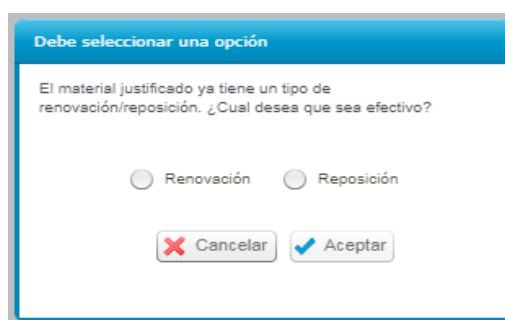 Debe seleccionar una opción
El material justificado ya tiene un tipo de
renovación/reposición. ¿Cual desea que sea efectivo?
Renovación Reposición
Cancelar Aceptar